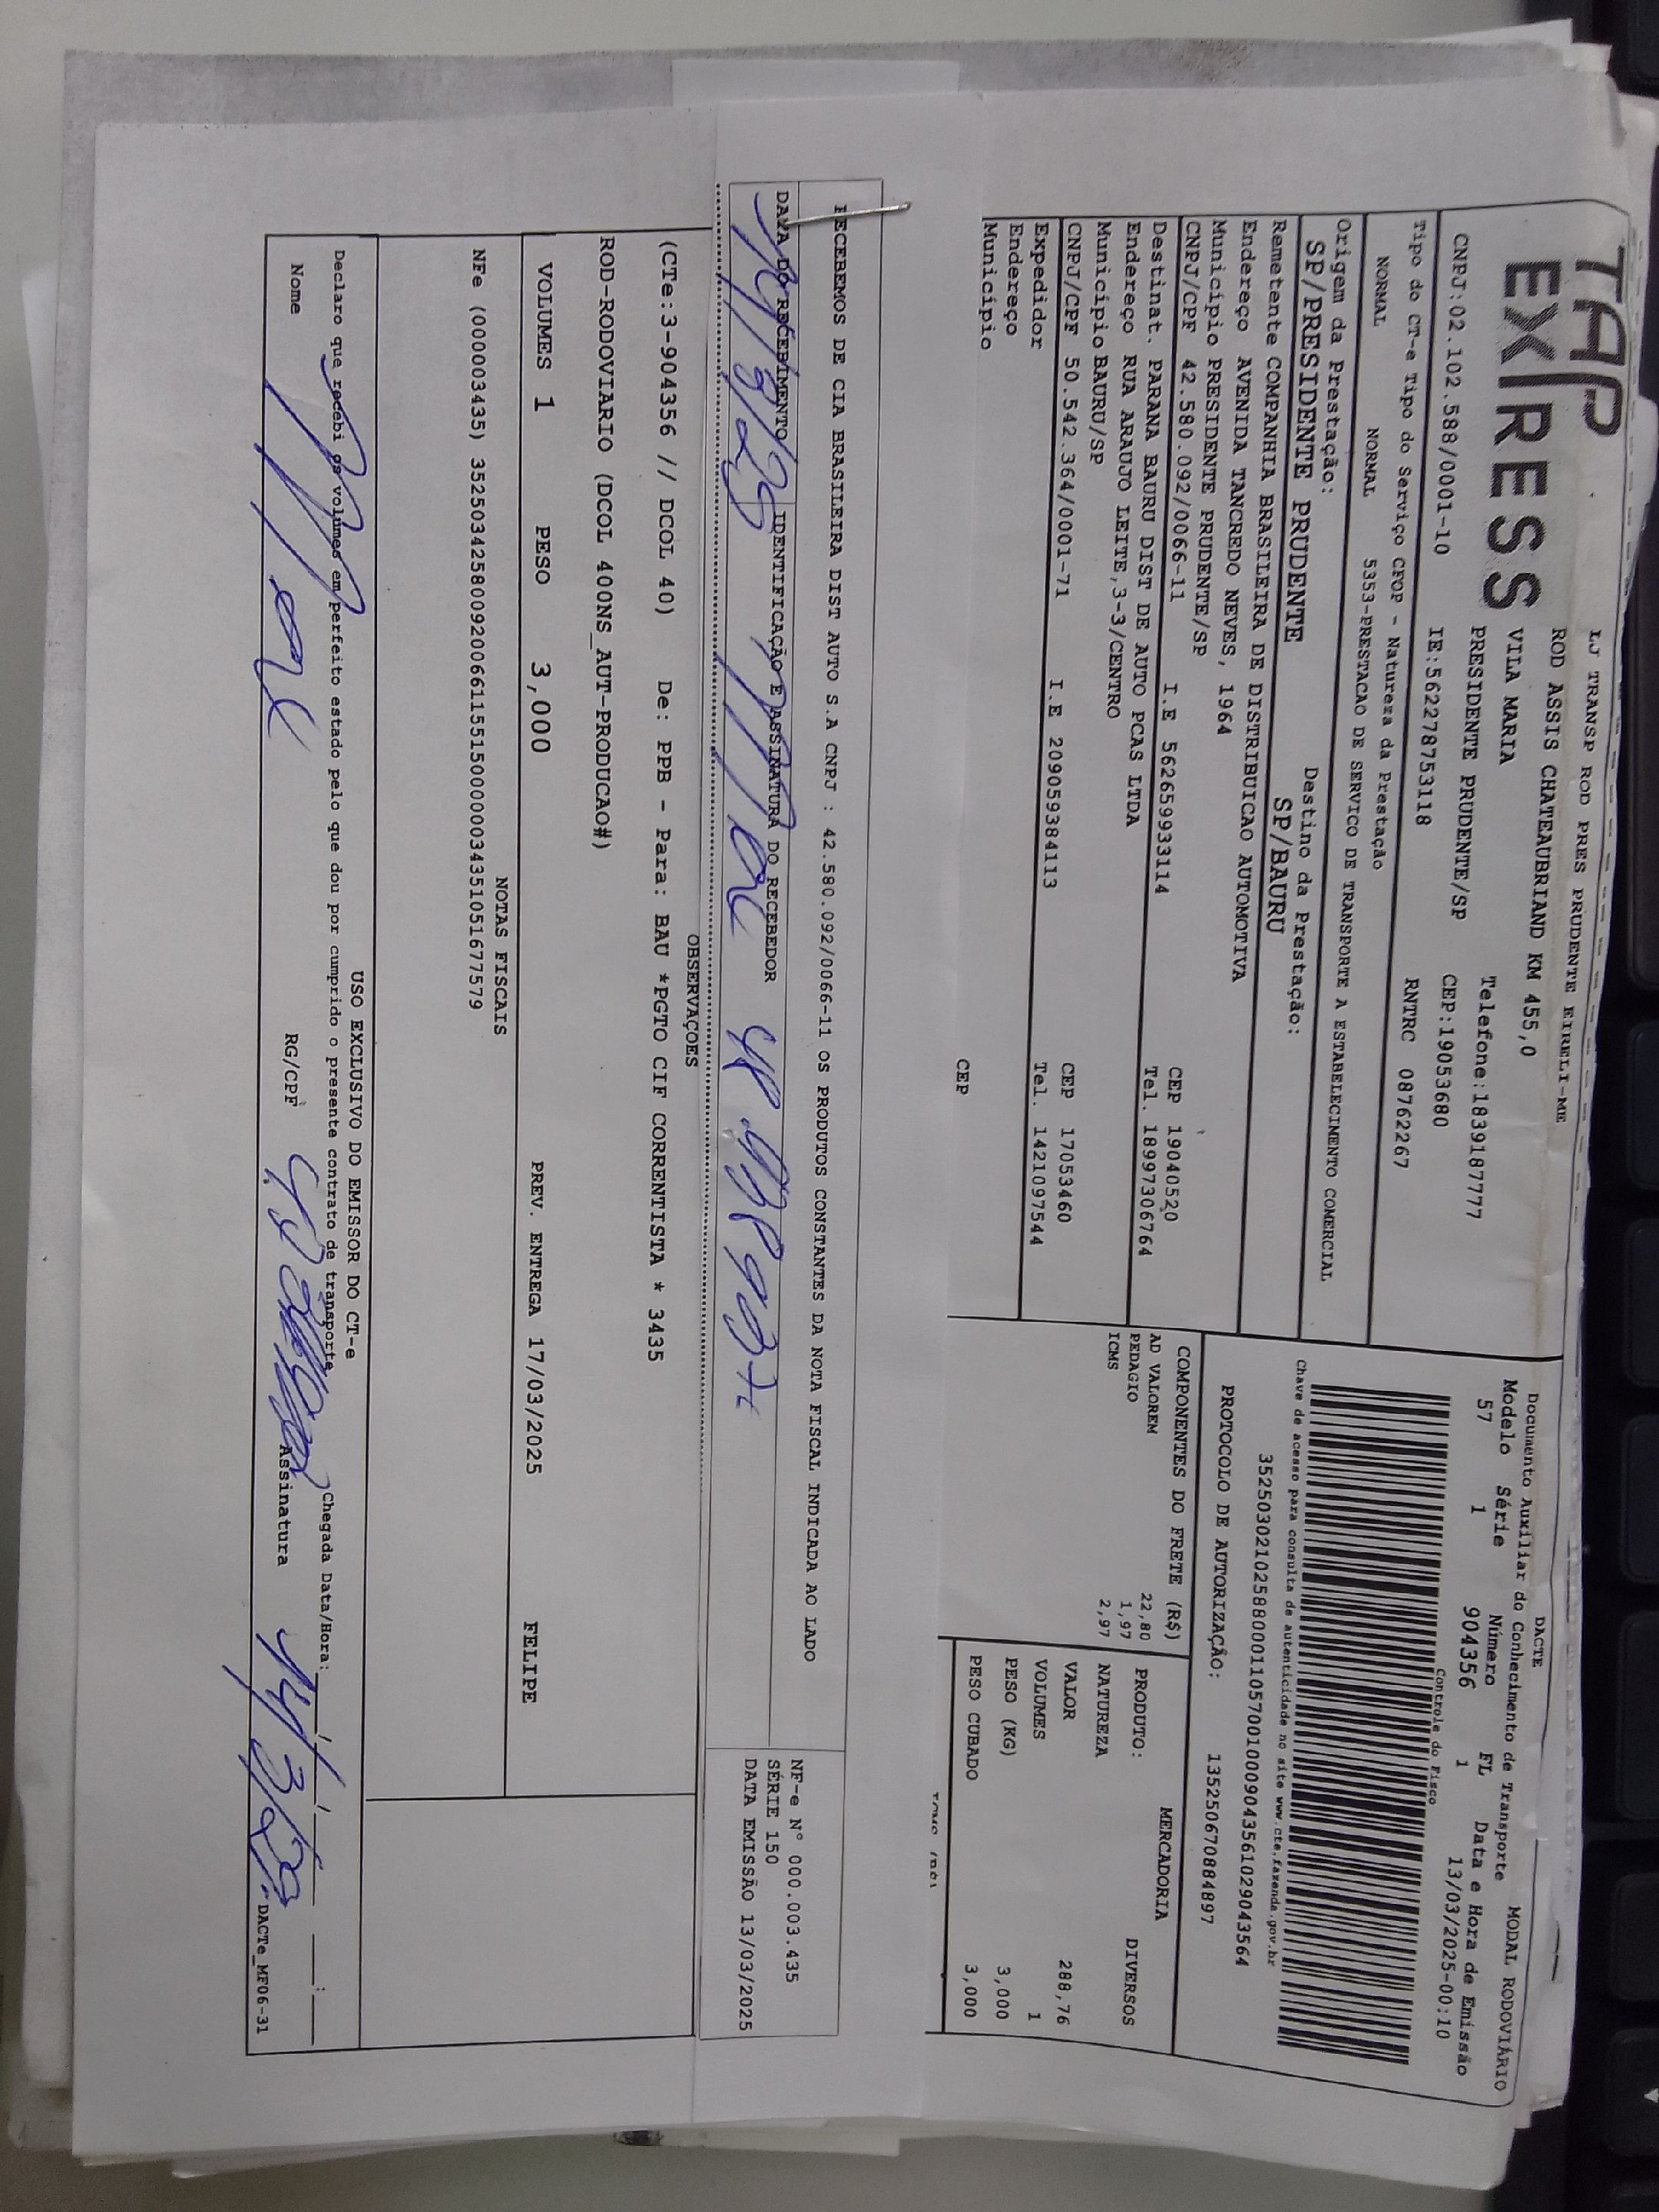 TAP
EXPRESS
LJ TRANSP ROD PRES PRUDENTE EIRELI-ME
ROD ASSIS CHATEAUBRIAND KM 455,0
VILA MARIA
PRESIDENTE PRUDENTE/SP Telefone:1839187777
CNPJ:02.102.588/0001-10 IE:562278753118 CEP:19053680
RNTRC 08762267
Tipo do CT-e Tipo do Serviço CFOP - Natureza da Prestação
NORMAL NORMAL 5353-PRESTACAO DE SERVICO DE TRANSPORTE A ESTABELECIMENTO COMERCIAL
Origem da Prestação: Destino da Prestação:
SP/PRESIDENTE PRUDENTE SP/BAURU
Remetente COMPANHIA BRASILEIRA DE DISTRIBUICAO AUTOMOTIVA
Endereço AVENIDA TANCREDO NEVES, 1964
Município PRESIDENTE PRUDENTE/SP CEP 19040520
CNPJ/CPF 42.580.092/0066-11 I.E 562659933114 Tel. 18997306764
Destinat. PARANA BAURU DIST DE AUTO PCAS LTDA
Endereço RUA ARAUJO LEITE,3-3/CENTRO
Município BAURU/SP CEP 17053460
CNPJ/CPF 50.542.364/0001-71 I.E 209059384113 Tel. 1421097544
Expedidor
Endereço
Município CEP
DACTE MODAL RODOVIÁRIO
Documento Auxiliar do Conhecimento de Transporte
Modelo Série Número FL Data e Hora de Emissão
57 1 904356 1 13/03/2025-00:10
Controle do Fisco
Chave de acesso para consulta de autenticidade no site www.cte.fazenda.gov.br
35250302102588000110570010009043561029043564
PROTOCOLO DE AUTORIZAÇÃO: 135250670884897
COMPONENTES DO FRETE (R$)
AD VALOREM 22,80
PEDAGIO 1,97
ICMS 2,97
MERCADORIA
PRODUTO: DIVERSOS
NATUREZA
VALOR 288,76
VOLUMES 1
PESO (KG) 3,000
PESO CUBADO 3,000
RECEBEMOS DE CIA BRASILEIRA DIST AUTO S.A CNPJ : 42.580.092/0066-11 OS PRODUTOS CONSTANTES DA NOTA FISCAL INDICADA AO LADO
DATA DO RECEBIMENTO IDENTIFICAÇÃO E ASSINATURA DO RECEBEDOR
14/3/25
NF-e N° 000.003.435
SÉRIE 150
DATA EMISSÃO 13/03/2025
OBSERVAÇOES
(CTe:3-904356 // DCOL 40) De: PPB - Para: BAU *PGTO CIF CORRENTISTA * 3435
ROD-RODOVIARIO (DCOL 400NS_AUT-PRODUCAO#)
VOLUMES 1 PESO 3,000 PREV. ENTREGA 17/03/2025 FELIPE
NOTAS FISCAIS
NFe (000003435) 35250342580092006611551500000034351051677579
USO EXCLUSIVO DO EMISSOR DO CT-e
Declaro que recebi os volumes em perfeito estado pelo que dou por cumprido o presente contrato de transporte Chegada Data/Hora: / / :
Nome RG/CPF Assinatura 14/3/25
DACTe_MF06-31